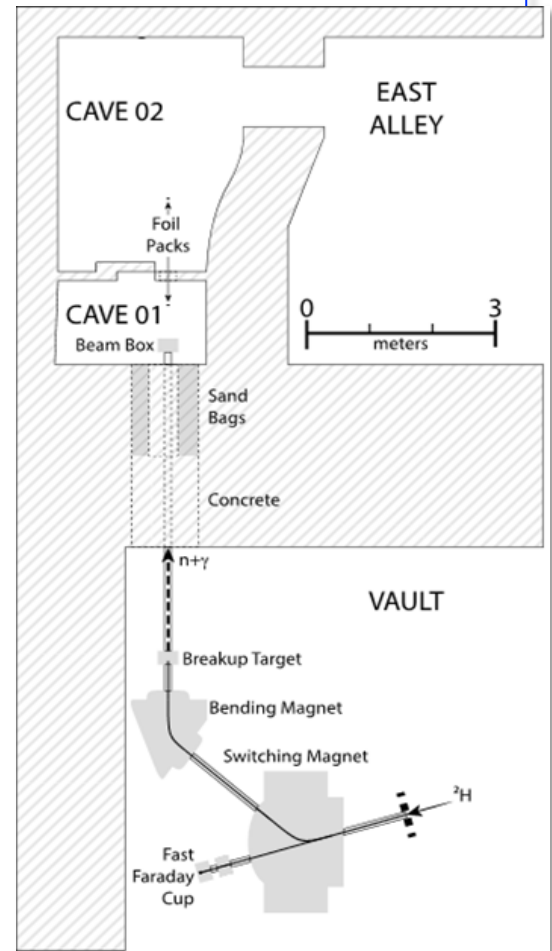 CAVE 02
EAST
ALLEY
Foil
Packs
CAVE 01
Beam Box
0
3
meters
Sand
Bags
Concrete
n+γ
VAULT
Breakup Target
Bending Magnet
Switching Magnet
²H
Fast
Faraday
Cup